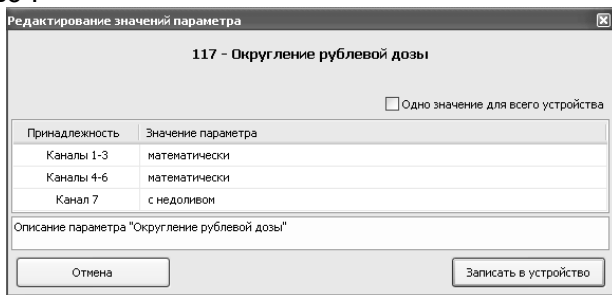 Редактирование значений параметра
117 - Округление рублевой дозы
Одно значение для всего устройства
Принадлежность Значение параметра
Каналы 1-3 математически
Каналы 4-6 математически
Канал 7 с недоливом
Описание параметра "Округление рублевой дозы"
Отмена Записать в устройство